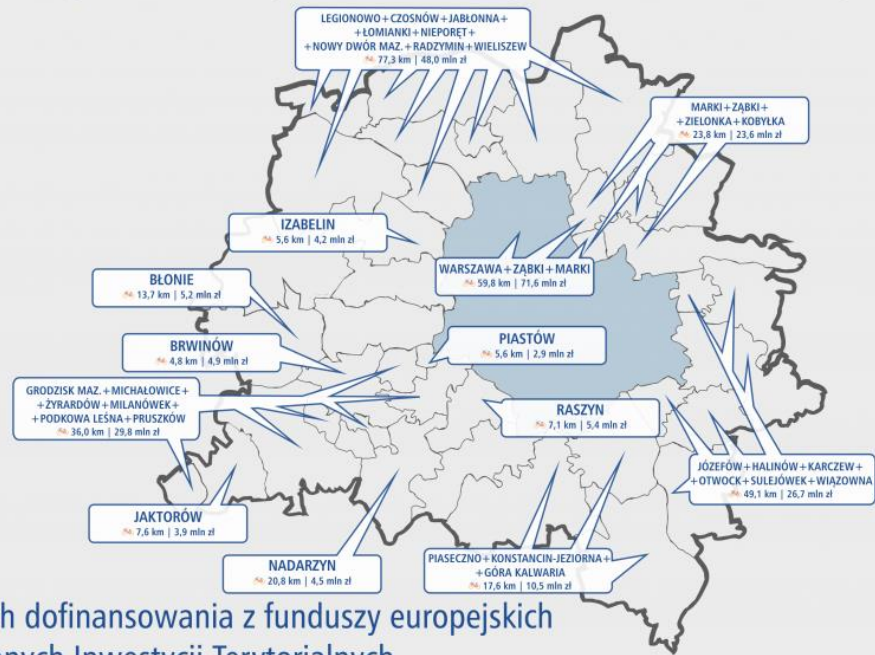 LEGIONOWO+CZOSNÓW+JABŁONNA+
+ŁOMIANKI+NIEPORĘT+
+NOWY DWÓR MAZ.+RADZYMIN+WIELISZEW
77,3 km | 48,0 mln zł
MARKI+ZĄBKI+
+ZIELONKA+KOBYŁKA
23,8 km | 23,6 mln zł
IZABELIN
5,6 km | 4,2 mln zł
WARSZAWA+ZĄBKI+MARKI
59,8 km | 71,6 mln zł
BŁONIE
13,7 km | 5,2 mln zł
BRWINÓW
4,8 km | 4,9 mln zł
PIASTÓW
5,6 km | 2,9 mln zł
GRODZISK MAZ.+MICHAŁOWICE+
+ŻYRARDÓW+MILANÓWEK+
+PODKOWA LEŚNA+PRUSZKÓW
36,0 km | 29,8 mln zł
RASZYN
7,1 km | 5,4 mln zł
JÓZEFÓW+HALINÓW+KARCZEW+
+OTWOCK+SULEJÓWEK+WIĄZOWNA
49,1 km | 26,7 mln zł
JAKTORÓW
7,6 km | 3,9 mln zł
NADARZYN
20,8 km | 4,5 mln zł
PIASECZNO+KONSTANCIN-JEZIORNA+
+GÓRA KALWARIA
17,6 km | 10,5 mln zł
h dofinansowania z funduszy europejskich
Inwestycji Terytorialnych